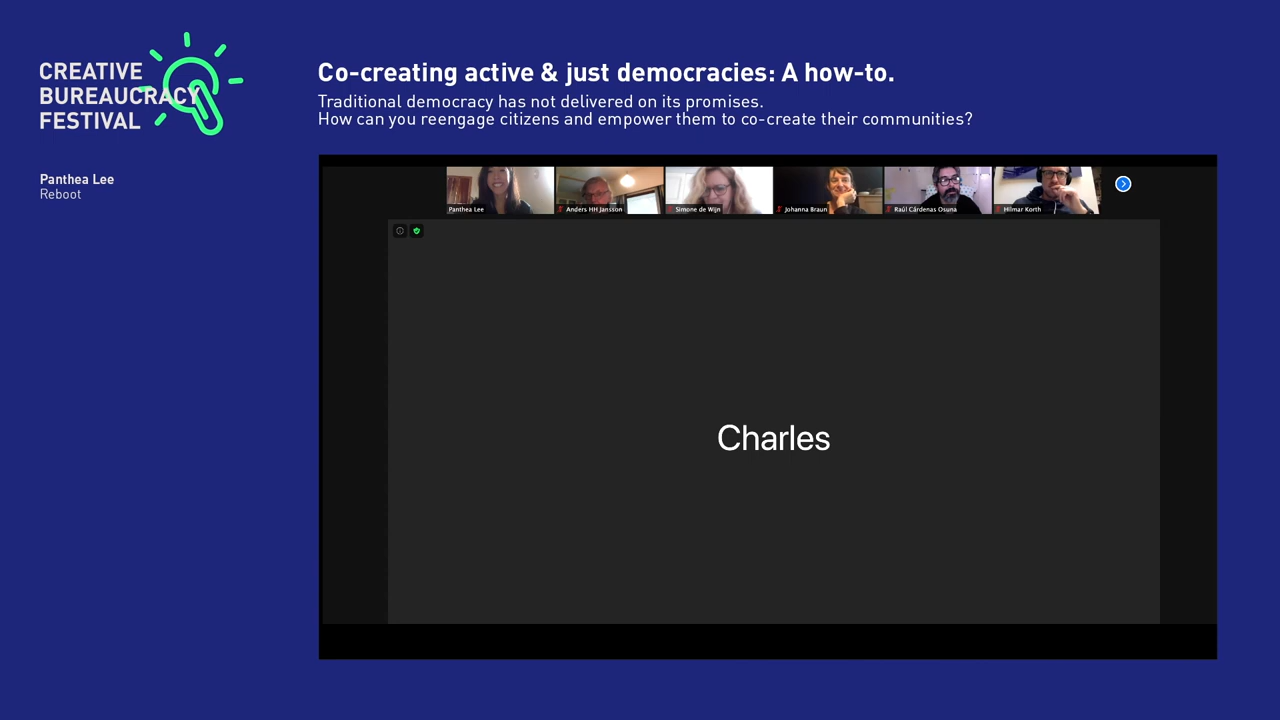 CREATIVE
BUREAUCRACY
FESTIVAL
Panthea Lee
Reboot
Co-creating active & just democracies: A how-to.
Traditional democracy has not delivered on its promises.
How can you reengage citizens and empower them to co-create their communities?
Panthea Lee
Anders HH Jansson
Simone de Wijn
Johanna Braun
Raúl Cárdenas Osuna
Hilmar Korth
Charles